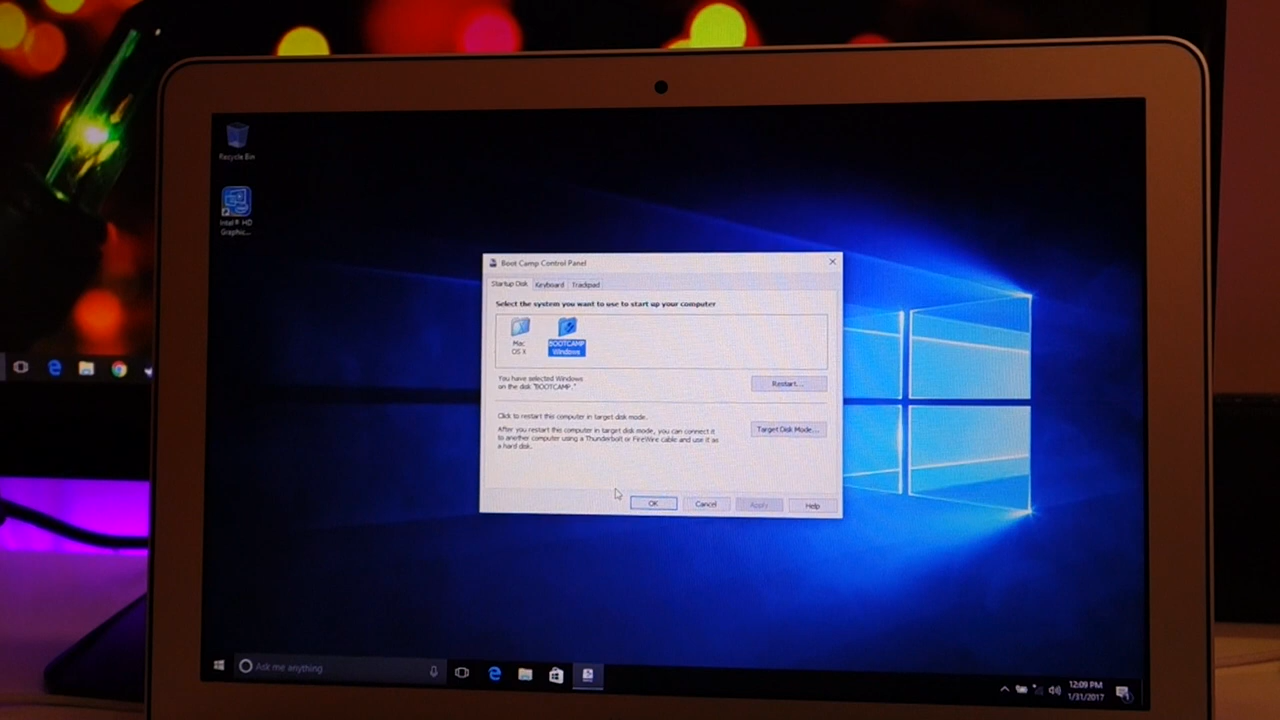 Recycle Bin
Intel® HD
Graphic...
Boot Camp Control Panel
Startup Disk Keyboard Trackpad
Select the system you want to use to start up your computer
Mac
OS X
BOOTCAMP
Windows
You have selected Windows
on the disk "BOOTCAMP."
Restart...
Click to restart this computer in target disk mode.
After you restart this computer in target disk mode, you can connect it
to another computer using a Thunderbolt or FireWire cable and use it as
a hard disk.
Target Disk Mode...
OK Cancel Apply Help
Ask me anything
12:09 PM
1/31/2017